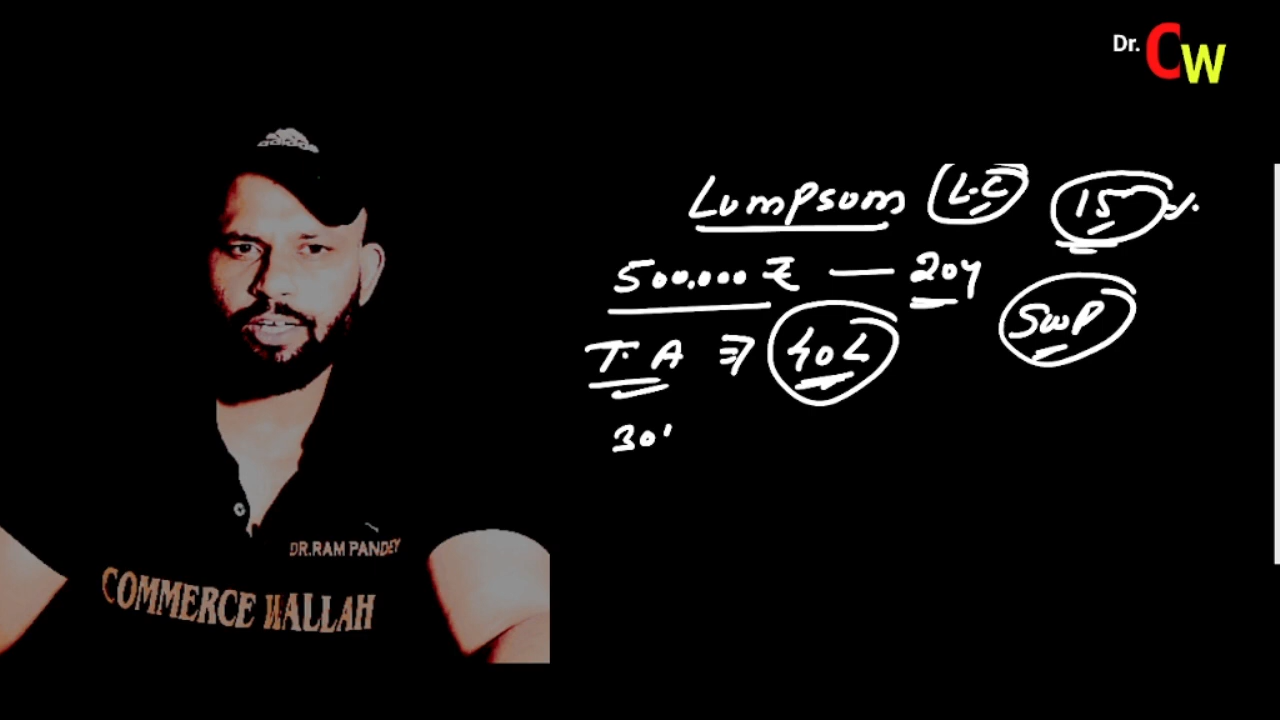 Dr. CW
Lumpsum L.C 15%
500,000 ₹ — 20y
SWP
T.A ⇒ 40L
30'
DR.RAM PANDEY
COMMERCE WALLAH